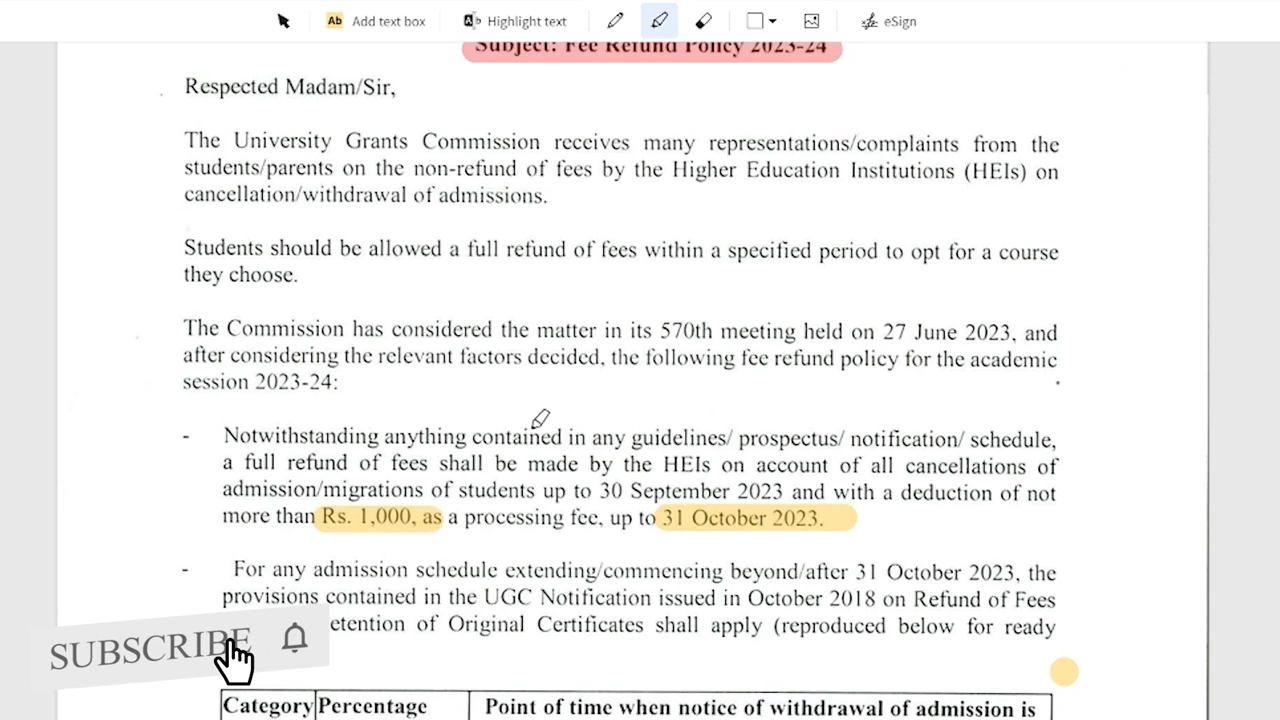 Add text box
Highlight text
eSign
Subject: Fee Refund Policy 2023-24
Respected Madam/Sir,
The University Grants Commission receives many representations/complaints from the
students/parents on the non-refund of fees by the Higher Education Institutions (HEIs) on
cancellation/withdrawal of admissions.
Students should be allowed a full refund of fees within a specified period to opt for a course
they choose.
The Commission has considered the matter in its 570th meeting held on 27 June 2023, and
after considering the relevant factors decided, the following fee refund policy for the academic
session 2023-24:
- Notwithstanding anything contained in any guidelines/ prospectus/ notification/ schedule,
a full refund of fees shall be made by the HEIs on account of all cancellations of
admission/migrations of students up to 30 September 2023 and with a deduction of not
more than Rs. 1,000, as a processing fee, up to 31 October 2023.
- For any admission schedule extending/commencing beyond/after 31 October 2023, the
provisions contained in the UGC Notification issued in October 2018 on Refund of Fees
etention of Original Certificates shall apply (reproduced below for ready
SUBSCRIBE
Category Percentage Point of time when notice of withdrawal of admission is